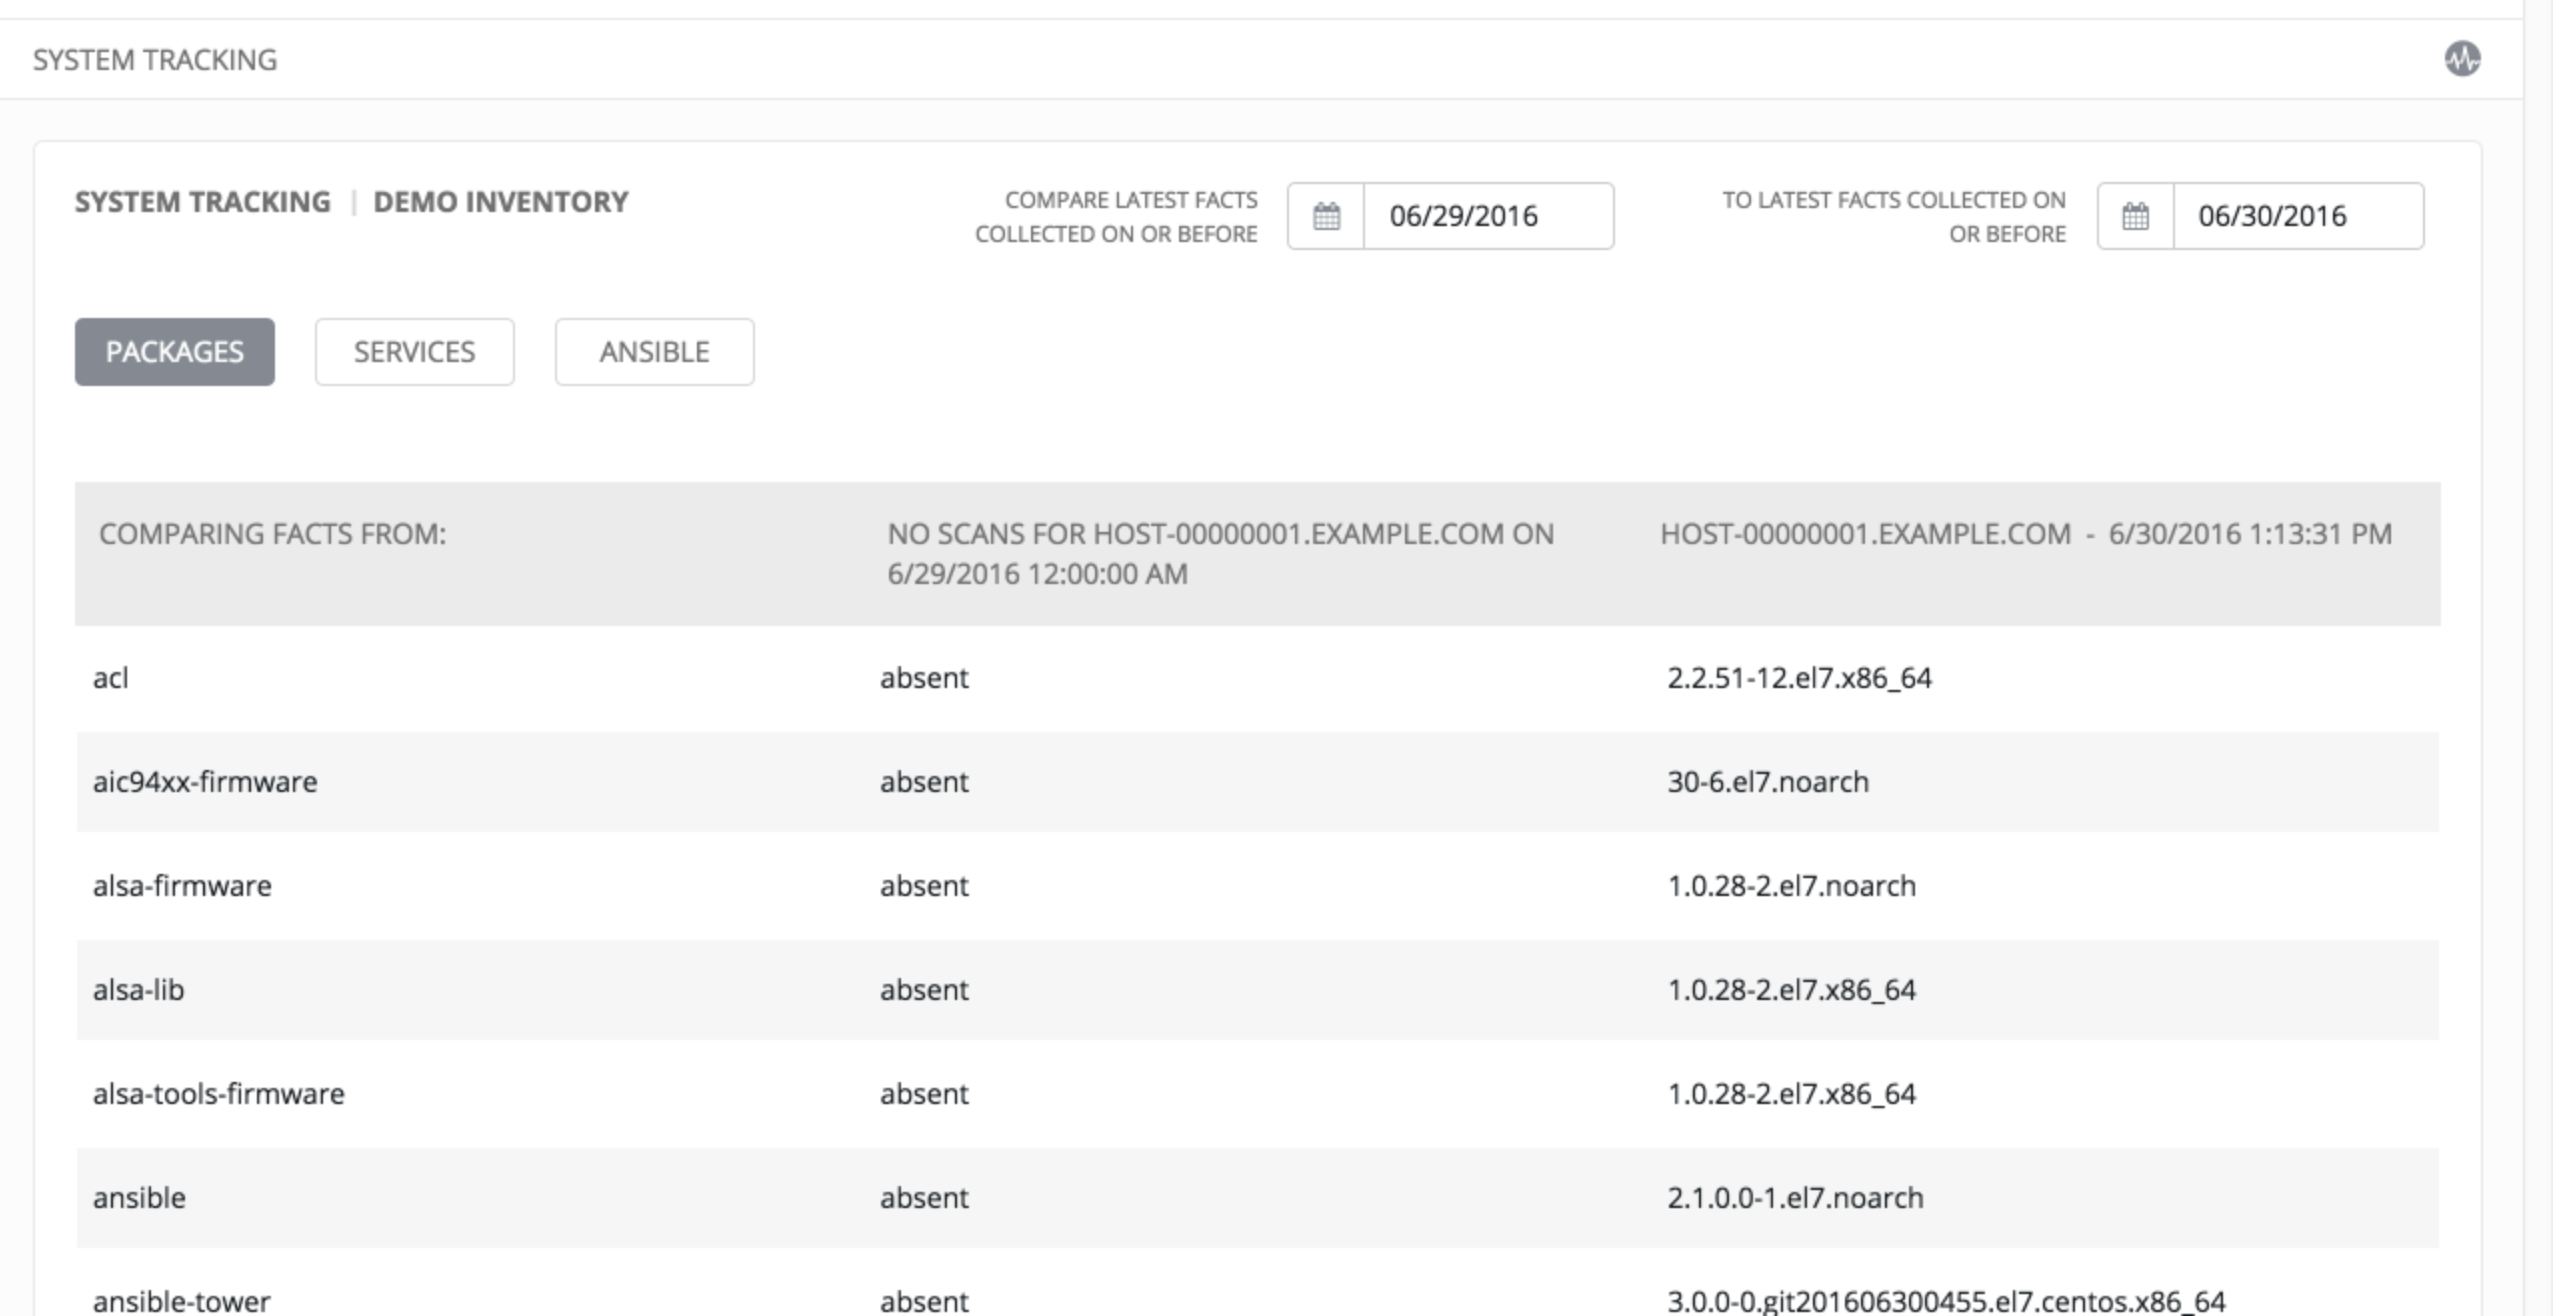 SYSTEM TRACKING
SYSTEM TRACKING | DEMO INVENTORY
COMPARE LATEST FACTS
COLLECTED ON OR BEFORE
06/29/2016
TO LATEST FACTS COLLECTED ON
OR BEFORE
06/30/2016
PACKAGES
SERVICES
ANSIBLE
COMPARING FACTS FROM:
NO SCANS FOR HOST-00000001.EXAMPLE.COM ON
6/29/2016 12:00:00 AM
HOST-00000001.EXAMPLE.COM - 6/30/2016 1:13:31 PM
acl absent 2.2.51-12.el7.x86_64
aic94xx-firmware absent 30-6.el7.noarch
alsa-firmware absent 1.0.28-2.el7.noarch
alsa-lib absent 1.0.28-2.el7.x86_64
alsa-tools-firmware absent 1.0.28-2.el7.x86_64
ansible absent 2.1.0.0-1.el7.noarch
ansible-tower absent 3.0.0-0.git201606300455.el7.centos.x86_64